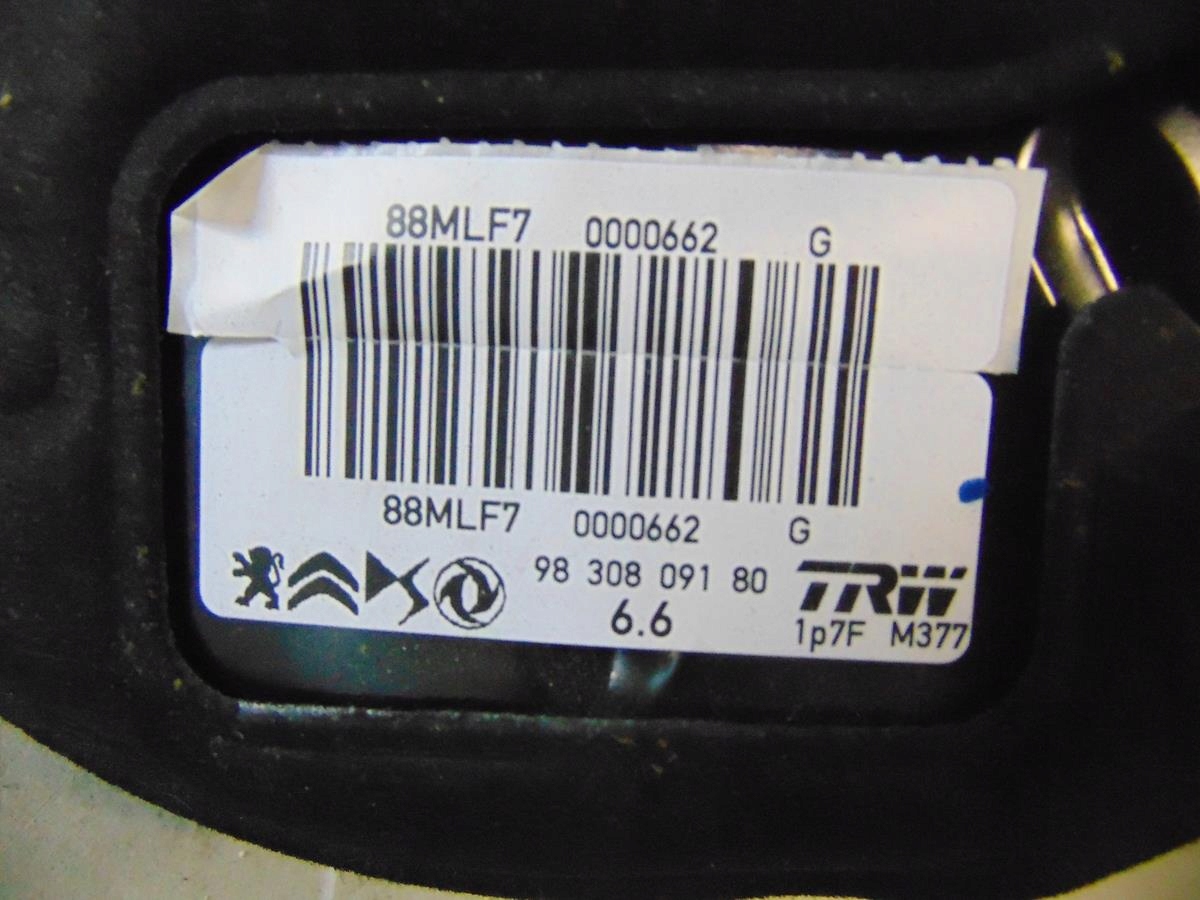 88MLF7 0000662 G
88MLF7 0000662 G
98 308 091 80 TRW
6.6 1p7F M377